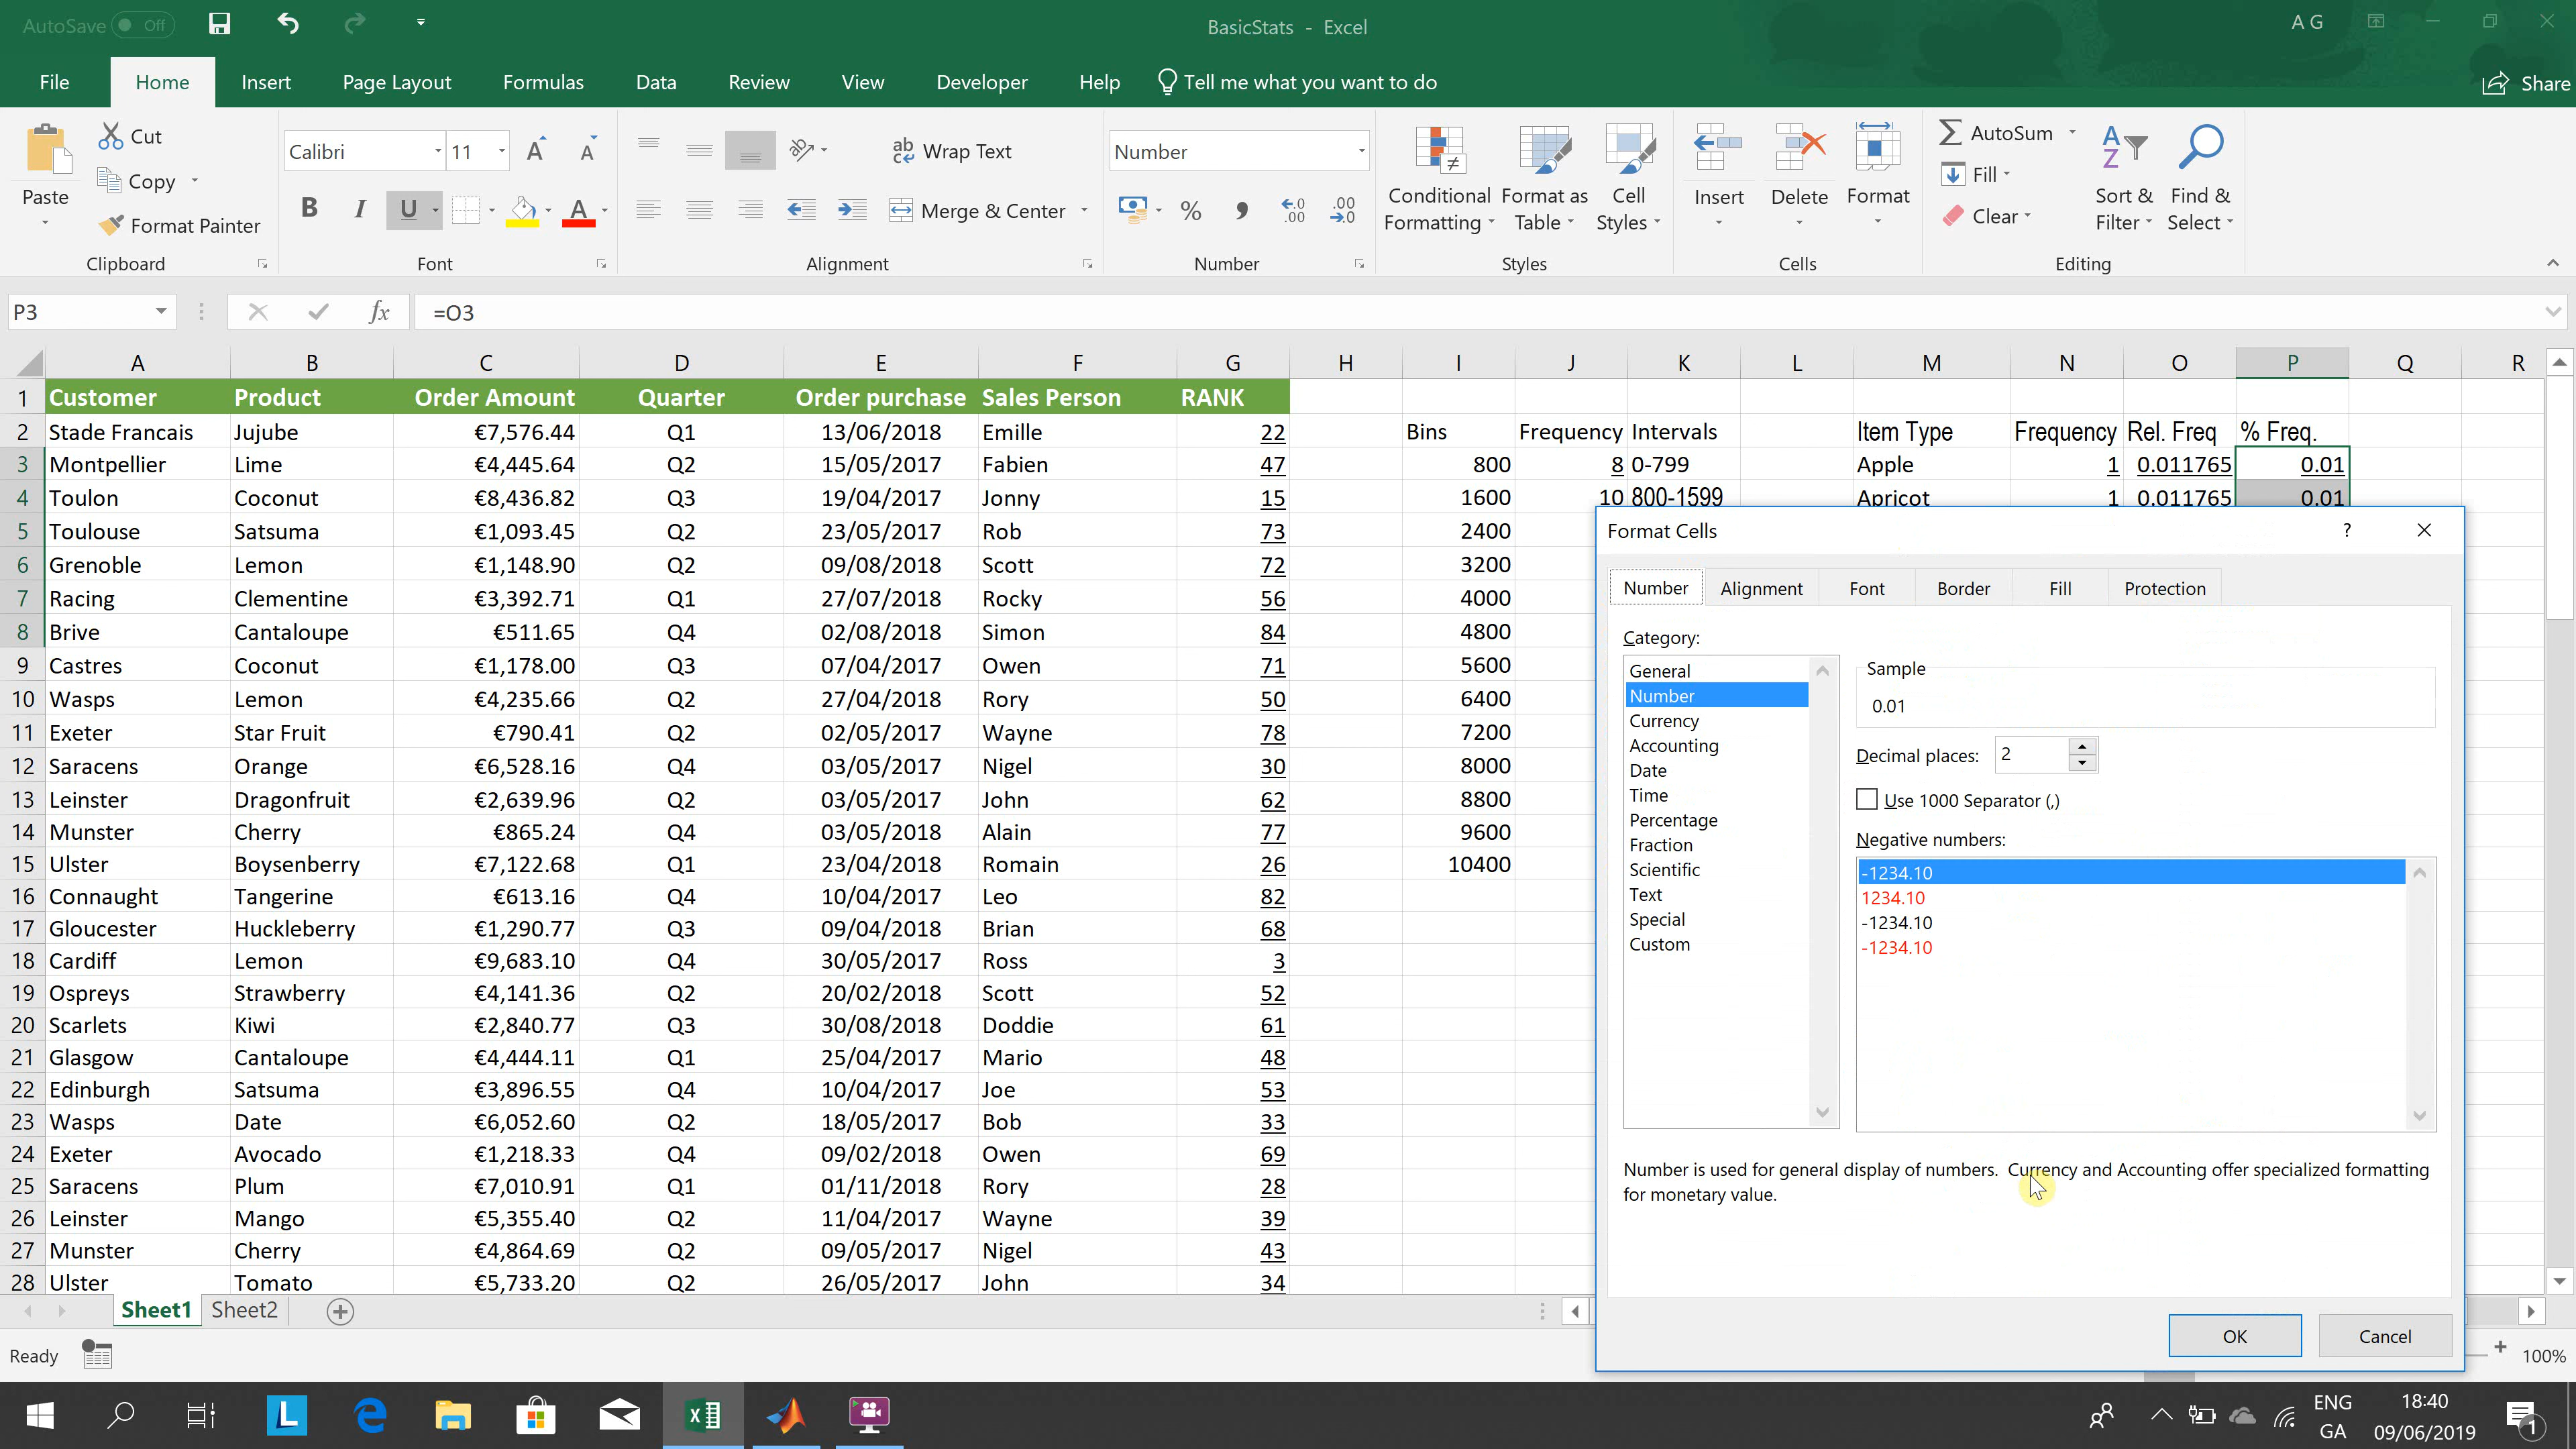 AutoSave Off
BasicStats - Excel
A G
File Home Insert Page Layout Formulas Data Review View Developer Help Tell me what you want to do Share
Paste Cut Copy Format Painter Clipboard
Calibri 11 B I U A Font
ab Wrap Text Merge & Center Alignment
Number % Number
Conditional Formatting Format as Table Cell Styles Styles
Insert Delete Format Cells
AutoSum Fill Clear Sort & Filter Find & Select Editing
P3 fx =O3
A B C D E F G H I J K L M N O P Q R
1 Customer Product Order Amount Quarter Order purchase Sales Person RANK
2 Stade Francais Jujube €7,576.44 Q1 13/06/2018 Emille 22 Bins Frequency Intervals Item Type Frequency Rel. Freq % Freq.
3 Montpellier Lime €4,445.64 Q2 15/05/2017 Fabien 47 800 8 0-799 Apple 1 0.011765 0.01
4 Toulon Coconut €8,436.82 Q3 19/04/2017 Jonny 15 1600 10 800-1599 Apricot 1 0.011765 0.01
5 Toulouse Satsuma €1,093.45 Q2 23/05/2017 Rob 73 2400
6 Grenoble Lemon €1,148.90 Q2 09/08/2018 Scott 72 3200
7 Racing Clementine €3,392.71 Q1 27/07/2018 Rocky 56 4000
8 Brive Cantaloupe €511.65 Q4 02/08/2018 Simon 84 4800
9 Castres Coconut €1,178.00 Q3 07/04/2017 Owen 71 5600
10 Wasps Lemon €4,235.66 Q2 27/04/2018 Rory 50 6400
11 Exeter Star Fruit €790.41 Q2 02/05/2017 Wayne 78 7200
12 Saracens Orange €6,528.16 Q4 03/05/2017 Nigel 30 8000
13 Leinster Dragonfruit €2,639.96 Q2 03/05/2017 John 62 8800
14 Munster Cherry €865.24 Q4 03/05/2018 Alain 77 9600
15 Ulster Boysenberry €7,122.68 Q1 23/04/2018 Romain 26 10400
16 Connaught Tangerine €613.16 Q4 10/04/2017 Leo 82
17 Gloucester Huckleberry €1,290.77 Q3 09/04/2018 Brian 68
18 Cardiff Lemon €9,683.10 Q4 30/05/2017 Ross 3
19 Ospreys Strawberry €4,141.36 Q2 20/02/2018 Scott 52
20 Scarlets Kiwi €2,840.77 Q3 30/08/2018 Doddie 61
21 Glasgow Cantaloupe €4,444.11 Q1 25/04/2017 Mario 48
22 Edinburgh Satsuma €3,896.55 Q4 10/04/2017 Joe 53
23 Wasps Date €6,052.60 Q2 18/05/2017 Bob 33
24 Exeter Avocado €1,218.33 Q4 09/02/2018 Owen 69
25 Saracens Plum €7,010.91 Q1 01/11/2018 Rory 28
26 Leinster Mango €5,355.40 Q2 11/04/2017 Wayne 39
27 Munster Cherry €4,864.69 Q2 09/05/2017 Nigel 43
28 Ulster Tomato €5,733.20 Q2 26/05/2017 John 34
Format Cells ?
Number Alignment Font Border Fill Protection
Category:
General
Number
Currency
Accounting
Date
Time
Percentage
Fraction
Scientific
Text
Special
Custom
Sample
0.01
Decimal places: 2
Use 1000 Separator (,)
Negative numbers:
-1234.10
1234.10
-1234.10
-1234.10
Number is used for general display of numbers. Currency and Accounting offer specialized formatting
for monetary value.
OK Cancel
Sheet1 Sheet2
Ready 100%
ENG
GA
18:40
09/06/2019
1